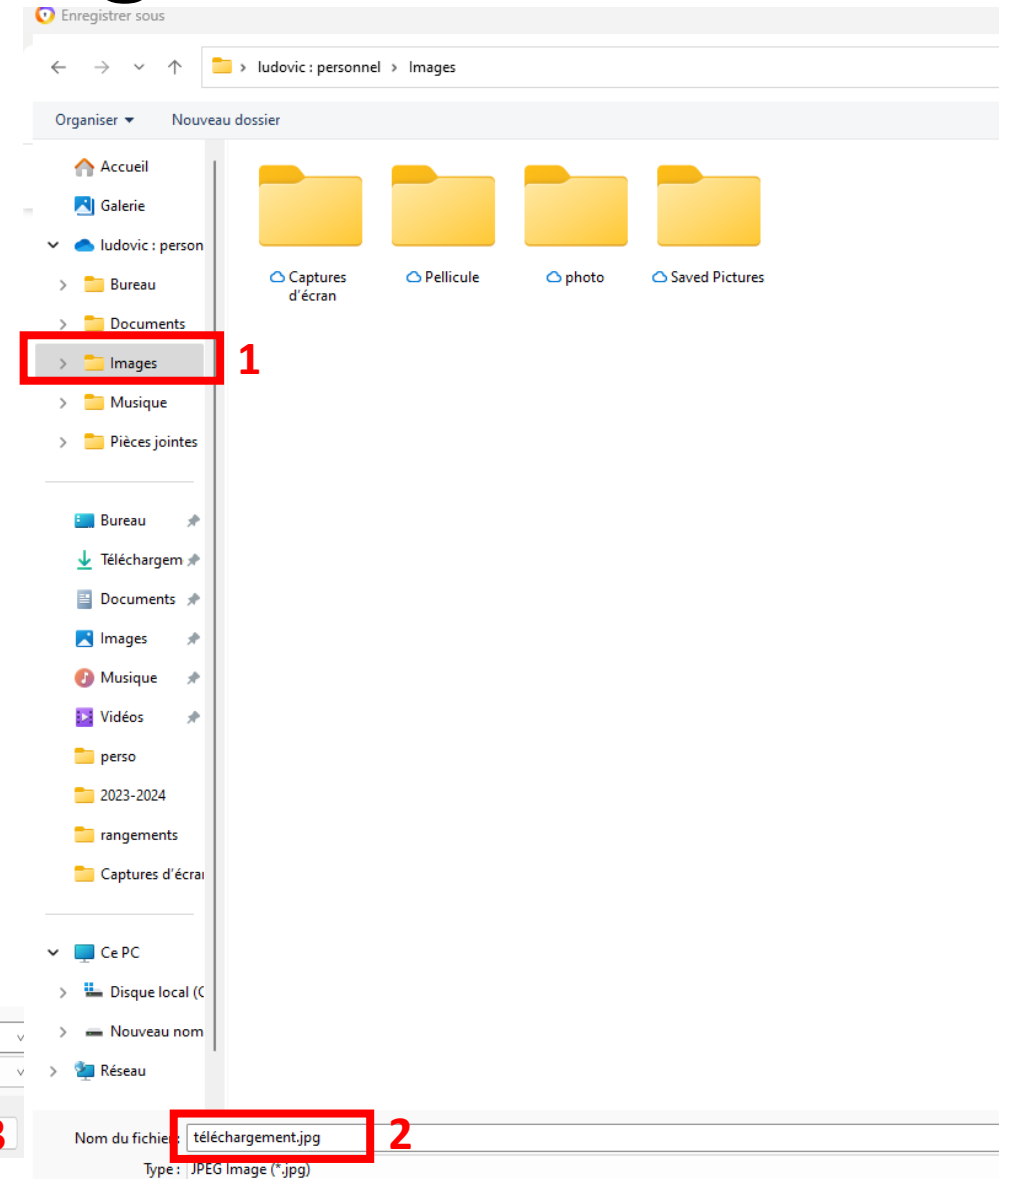 Enregistrer sous
ludovic : personnel > Images
Organiser Nouveau dossier
Accueil
Galerie
ludovic : person
Bureau
Documents
Images
1
Musique
Pièces jointes
Captures
d'écran
Pellicule
photo
Saved Pictures
Bureau
Téléchargem
Documents
Images
Musique
Vidéos
perso
2023-2024
rangements
Captures d'écra
Ce PC
Disque local (C
Nouveau nom
Réseau
3
Nom du fichier : téléchargement.jpg
2
Type : JPEG Image (*.jpg)